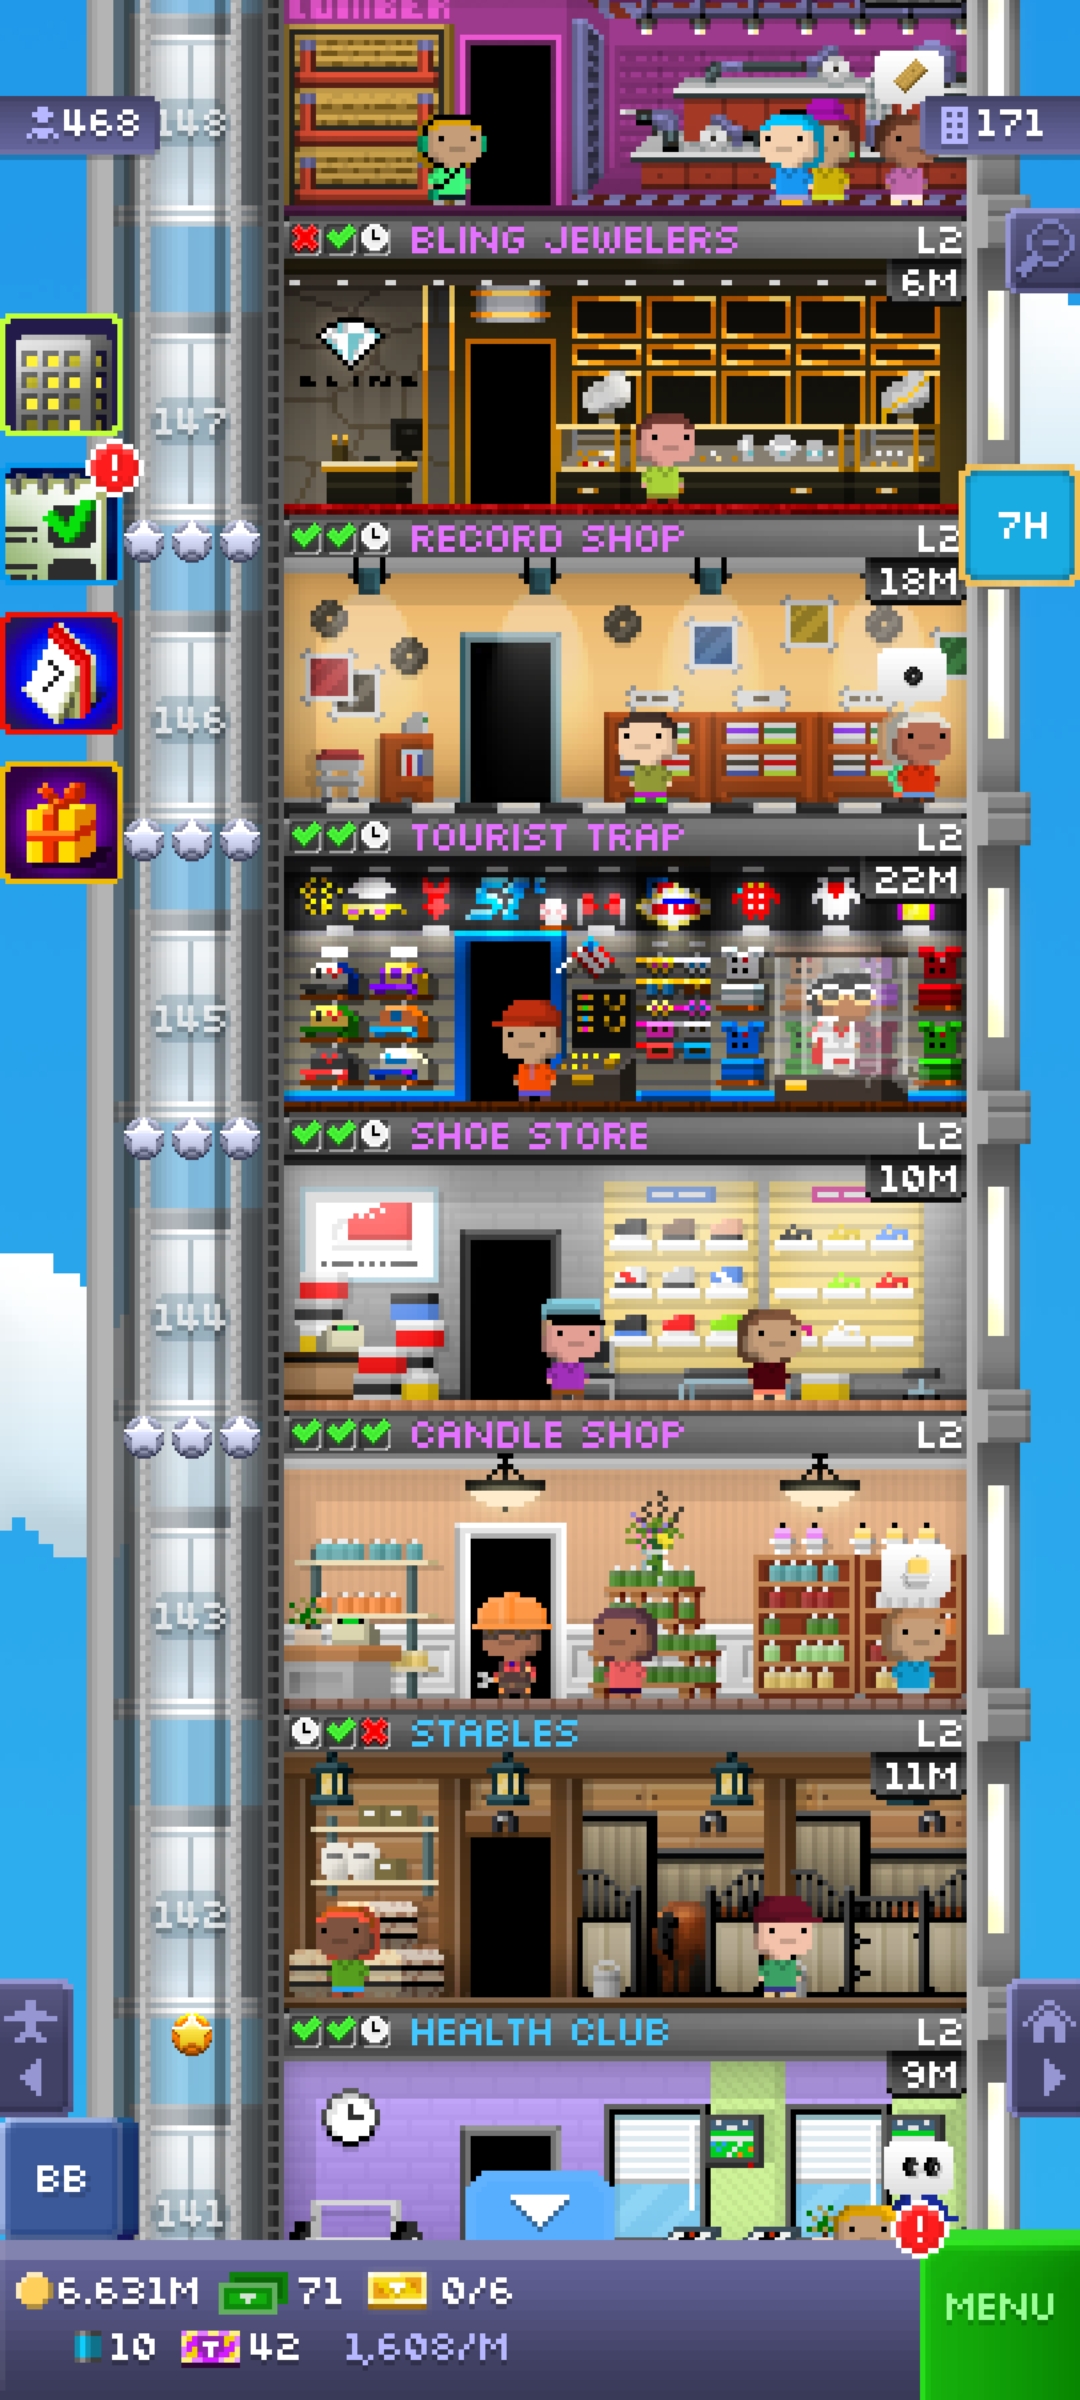 LUMBER
468
148
171
BLING JEWELERS L2
6M
BLING
147
7H
RECORD SHOP L2
18M
146
TOURIST TRAP L2
22M
145
SHOE STORE L2
10M
144
CANDLE SHOP L2
143
STABLES L2
11M
142
HEALTH CLUB L2
9M
BB
141
6.631M 71 0/6
MENU
10 T 42 1,608/M